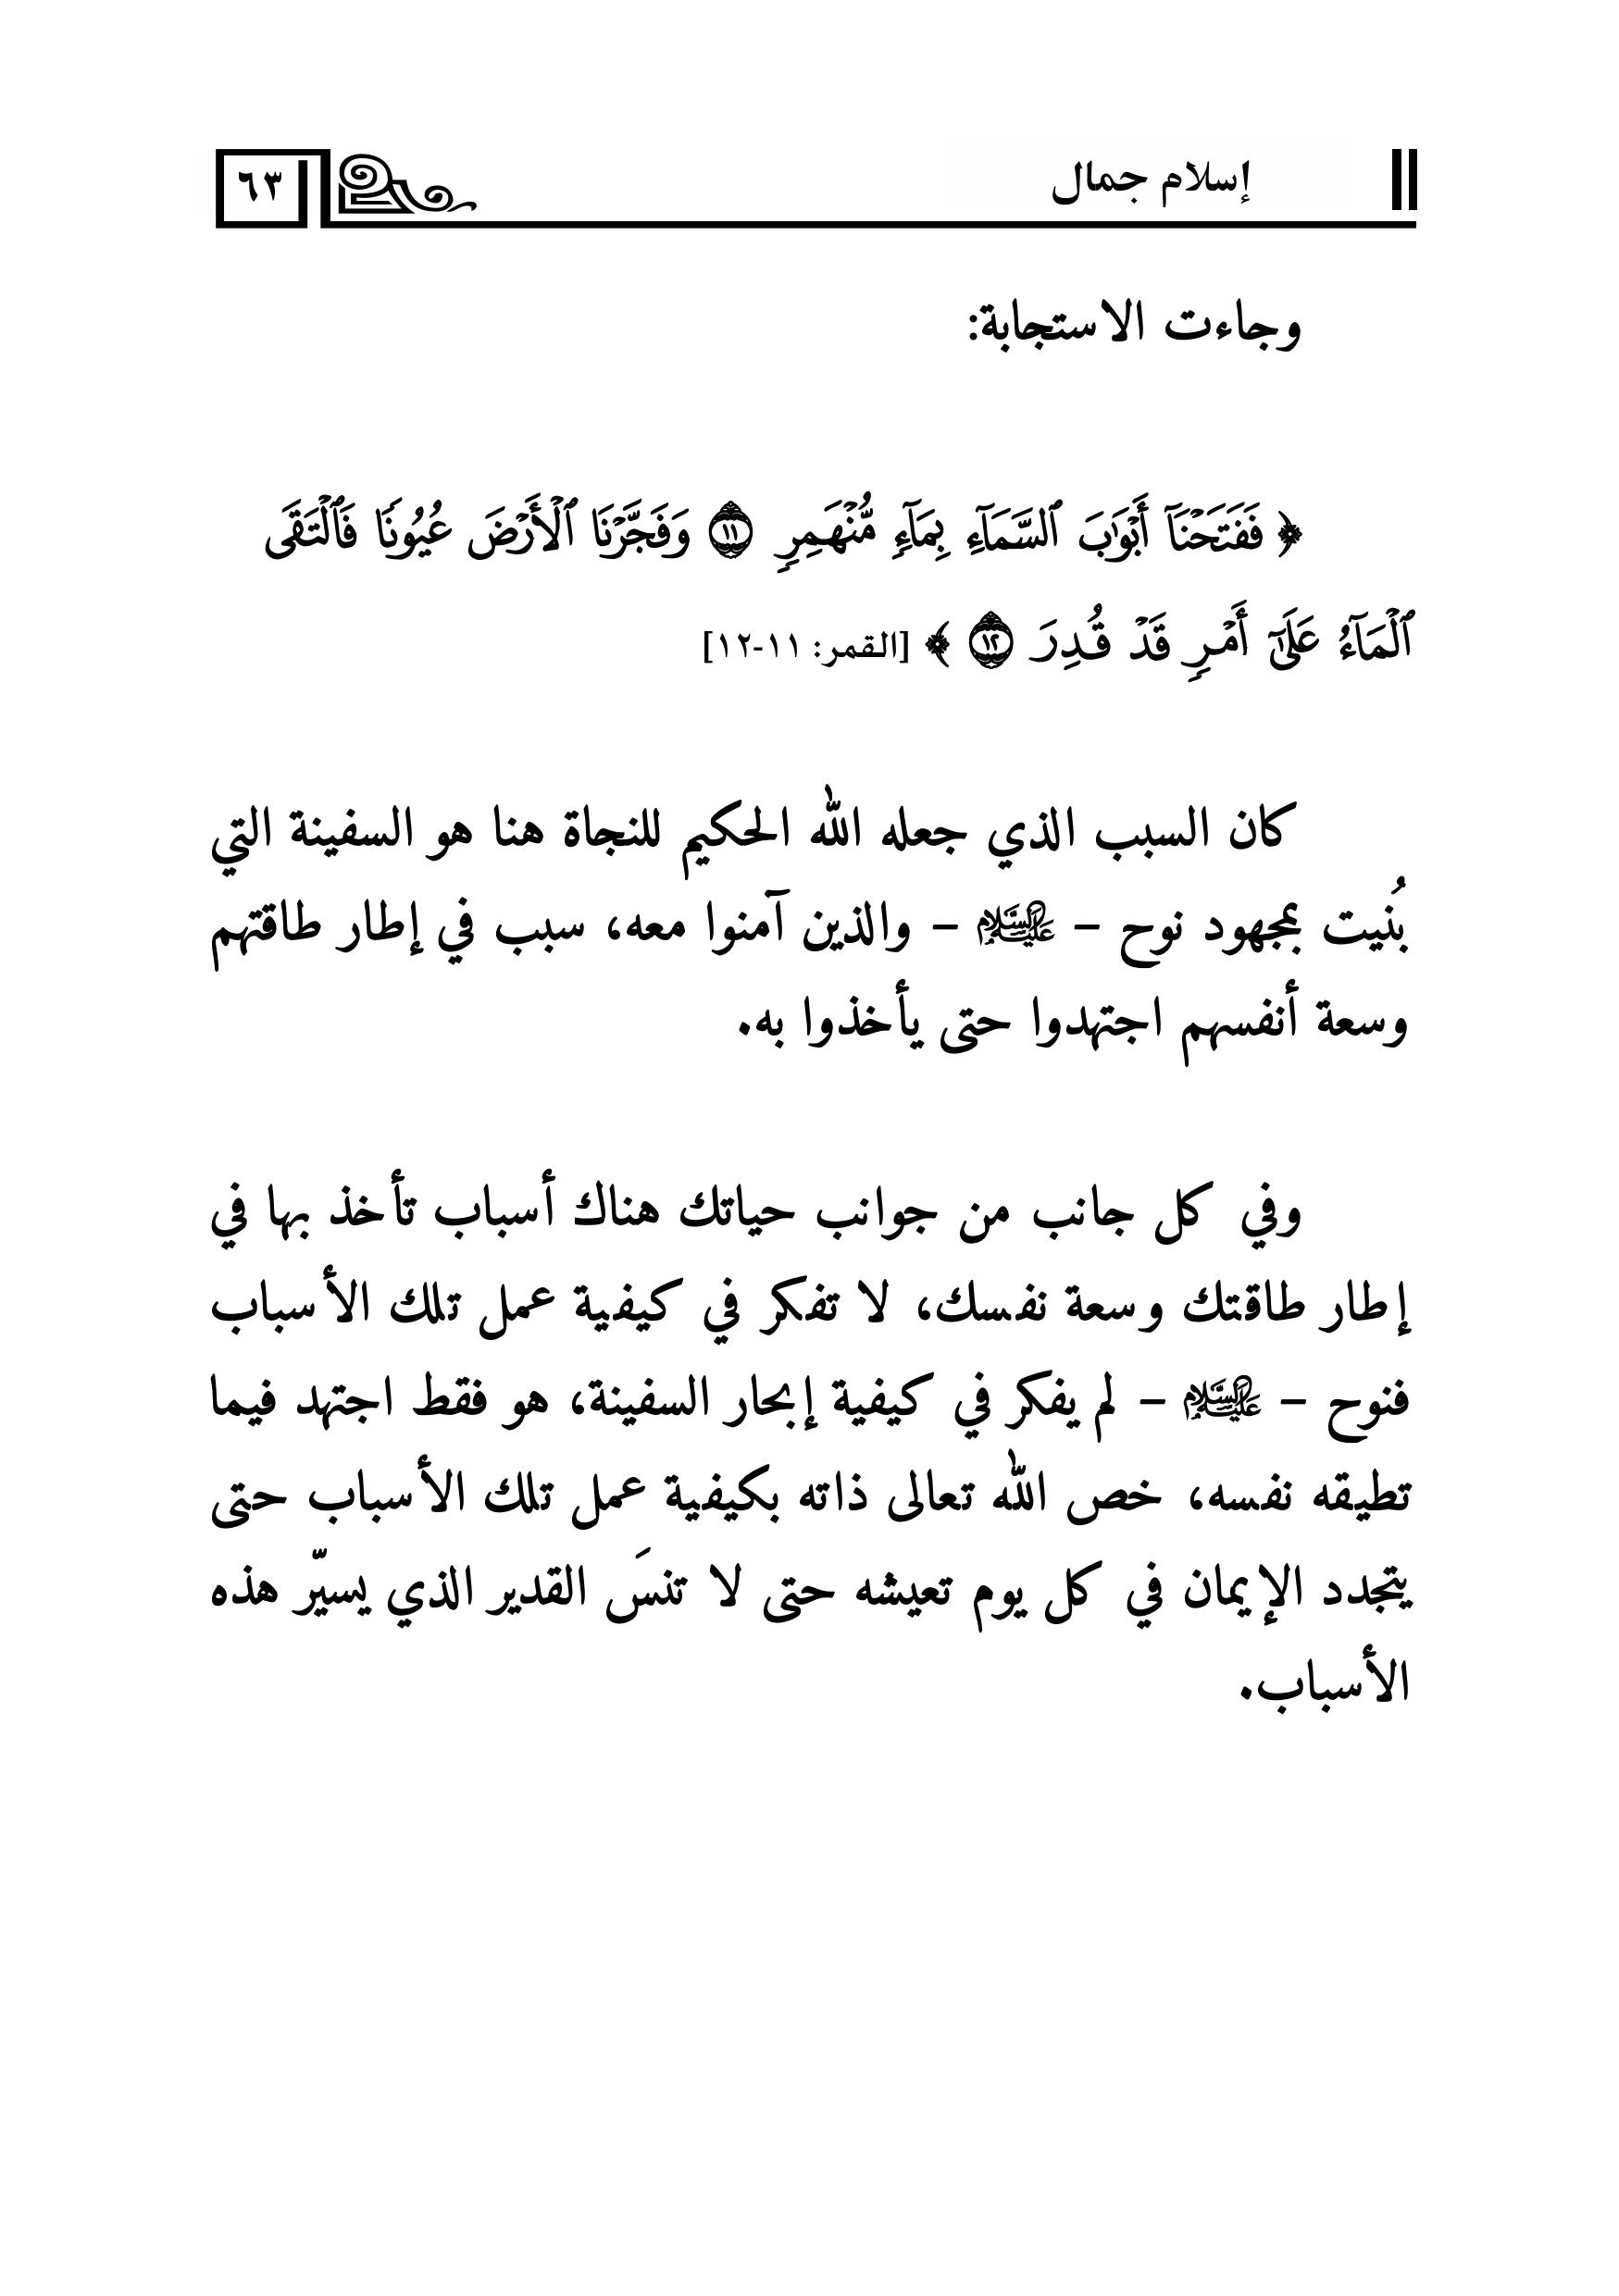 إسلام جمال
٦٣
وجاءت الاستجابة:
﴿ فَفَتَحۡنَآ أَبۡوَٰبَ ٱلسَّمَآءِ بِمَآءٖ مُّنۡهَمِرٖ ١١ وَفَجَّرۡنَا ٱلۡأَرۡضَ عُيُونٗا فَٱلۡتَقَى
ٱلۡمَآءُ عَلَىٰٓ أَمۡرٖ قَدۡ قُدِرَ ١٢ ﴾ [القمر: ١١-١٢]
كان السبب الذي جعله الله الحكيم للنجاة هنا هو السفينة التي
بُنيت بمجهود نوح – عليه السلام – والذين آمنوا معه، سبب في إطار طاقتهم
وسعة أنفسهم اجتهدوا حتى يأخذوا به.
وفي كل جانب من جوانب حياتك هناك أسباب تأخذ بها في
إطار طاقتك وسعة نفسك، لا تفكر في كيفية عمل تلك الأسباب
فنوح – عليه السلام – لم يفكر في كيفية إبحار السفينة، هو فقط اجتهد فيما
تطيقه نفسه، خص الله تعالى ذاته بكيفية عمل تلك الأسباب حتى
يتجدد الإيمان في كل يوم تعيشه حتى لا تنسَ القدير الذي يسيّر هذه
الأسباب.